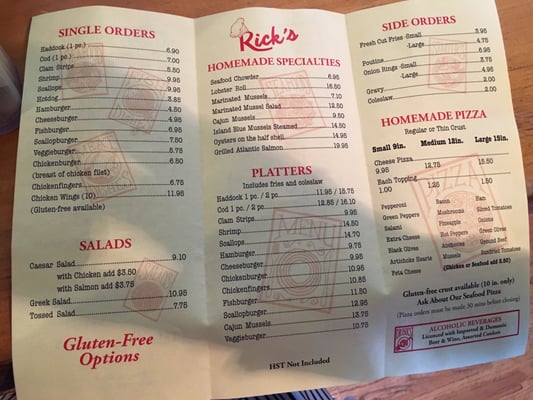 SINGLE ORDERS
Haddock (1 pc.) 6.90
Cod (1 pc.) 7.00
Clam Strips 5.80
Shrimp 9.95
Scallops
Hotdog 3.85
Hamburger 4.50
Cheeseburger 4.95
Fishburger 6.95
Scallopburger 7.50
Veggieburger 5.75
Chickenburger 6.50
(breast of chicken filet)
Chickenfingers 6.75
Chicken Wings (10) 11.95
(Gluten-free available)
SALADS
Caesar Salad 9.10
with Chicken add $3.50
with Salmon add $3.75
Greek Salad 10.95
Tossed Salad 7.75
Gluten-Free
Options
Rick's
HOMEMADE SPECIALTIES
Seafood Chowder 6.95
Lobster Roll 16.50
Marinated Mussels 7.10
Marinated Mussel Salad 12.50
Cajun Mussels 9.50
Island Blue Mussels Steamed 14.50
Oysters on the half shell 14.95
Grilled Atlantic Salmon 19.95
PLATTERS
Includes fries and coleslaw
Haddock 1 pc. / 2 pc. 11.95 / 15.75
Cod 1 pc. / 2 pc. 12.85 / 16.10
Clam Strips 9.95
Shrimp 14.50
Scallops 14.70
Hamburger 9.50
Cheeseburger 9.95
Chickenburger 10.95
Chickenfingers 10.85
Fishburger 11.50
Scallopburger 12.95
Cajun Mussels 13.75
Veggieburger 10.75
HST Not Included
MENU
SIDE ORDERS
Fresh Cut Fries -Small 3.95
-Large 4.75
Poutine 6.95
Onion Rings -Small 3.75
-Large 4.95
Gravy 2.00
Coleslaw 2.50
HOMEMADE PIZZA
Regular or Thin Crust
Small 9in. Medium 12in. Large 15in.
Cheese Pizza
9.95 12.75 15.50
Each Topping
1.00 1.25 1.50
Pepperoni Bacon Ham
Green Peppers Mushrooms Sliced Tomatoes
Salami Pineapple Onions
Extra Cheese Hot Peppers Green Olives
Black Olives Anchovies Ground Beef
Artichoke Hearts Mussels Sundried Tomatoes
Feta Cheese (Chicken or Seafood add 3.50)
PIZZA
Gluten-free crust available (10 in. only)
Ask About Our Seafood Pizza
(Pizza orders must be made 30 mins before closing)
ALCOHOLIC BEVERAGES
Licenced with Imported & Domestic
Beer & Wine, Assorted Coolers